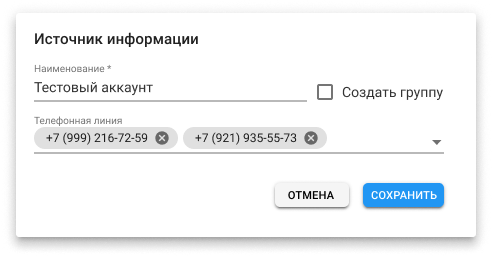 Источник информации
Наименование *
Тестовый аккаунт
Создать группу
Телефонная линия
+7 (999) 216-72-59 +7 (921) 935-55-73
ОТМЕНА СОХРАНИТЬ